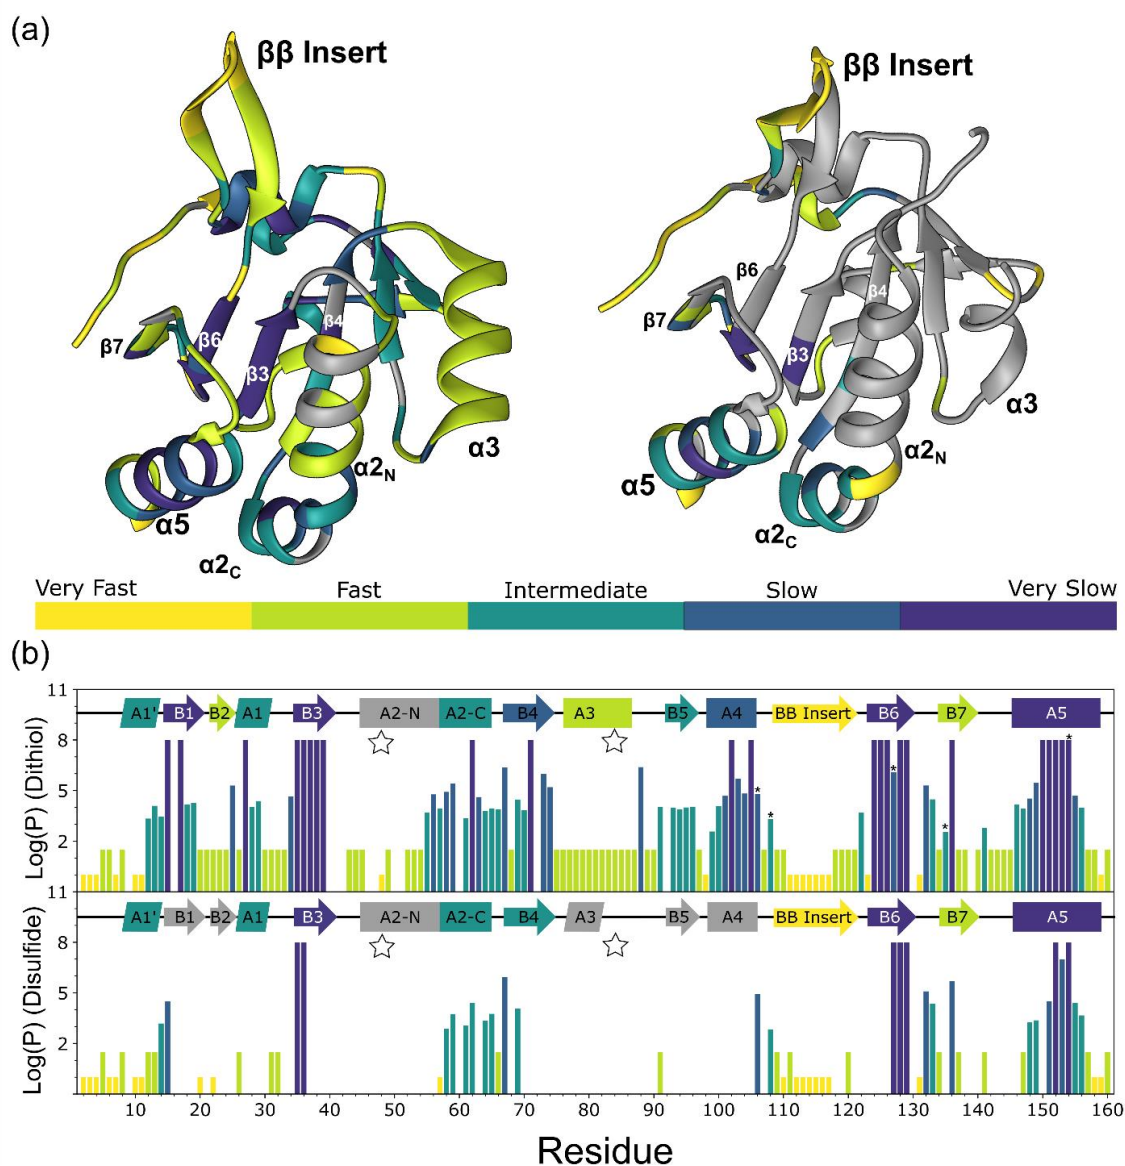 (a)
ββ Insert
ββ Insert
β7
β6
β3
β4
α3
α2N
α5
α2C
β6
β7
β4
β3
α3
α2N
α5
α2C
Very Fast
Fast
Intermediate
Slow
Very Slow
(b)
Log(P) (Dithiol)
11
8
5
2
A1' B1 B2 A1 B3 A2-N A2-C B4 A3 B5 A4 BB Insert B6 B7 A5
* * * * *
Log(P) (Disulfide)
11
8
5
2
A1' B1 B2 A1 B3 A2-N A2-C B4 A3 B5 A4 BB Insert B6 B7 A5
10 20 30 40 50 60 70 80 90 100 110 120 130 140 150 160
Residue